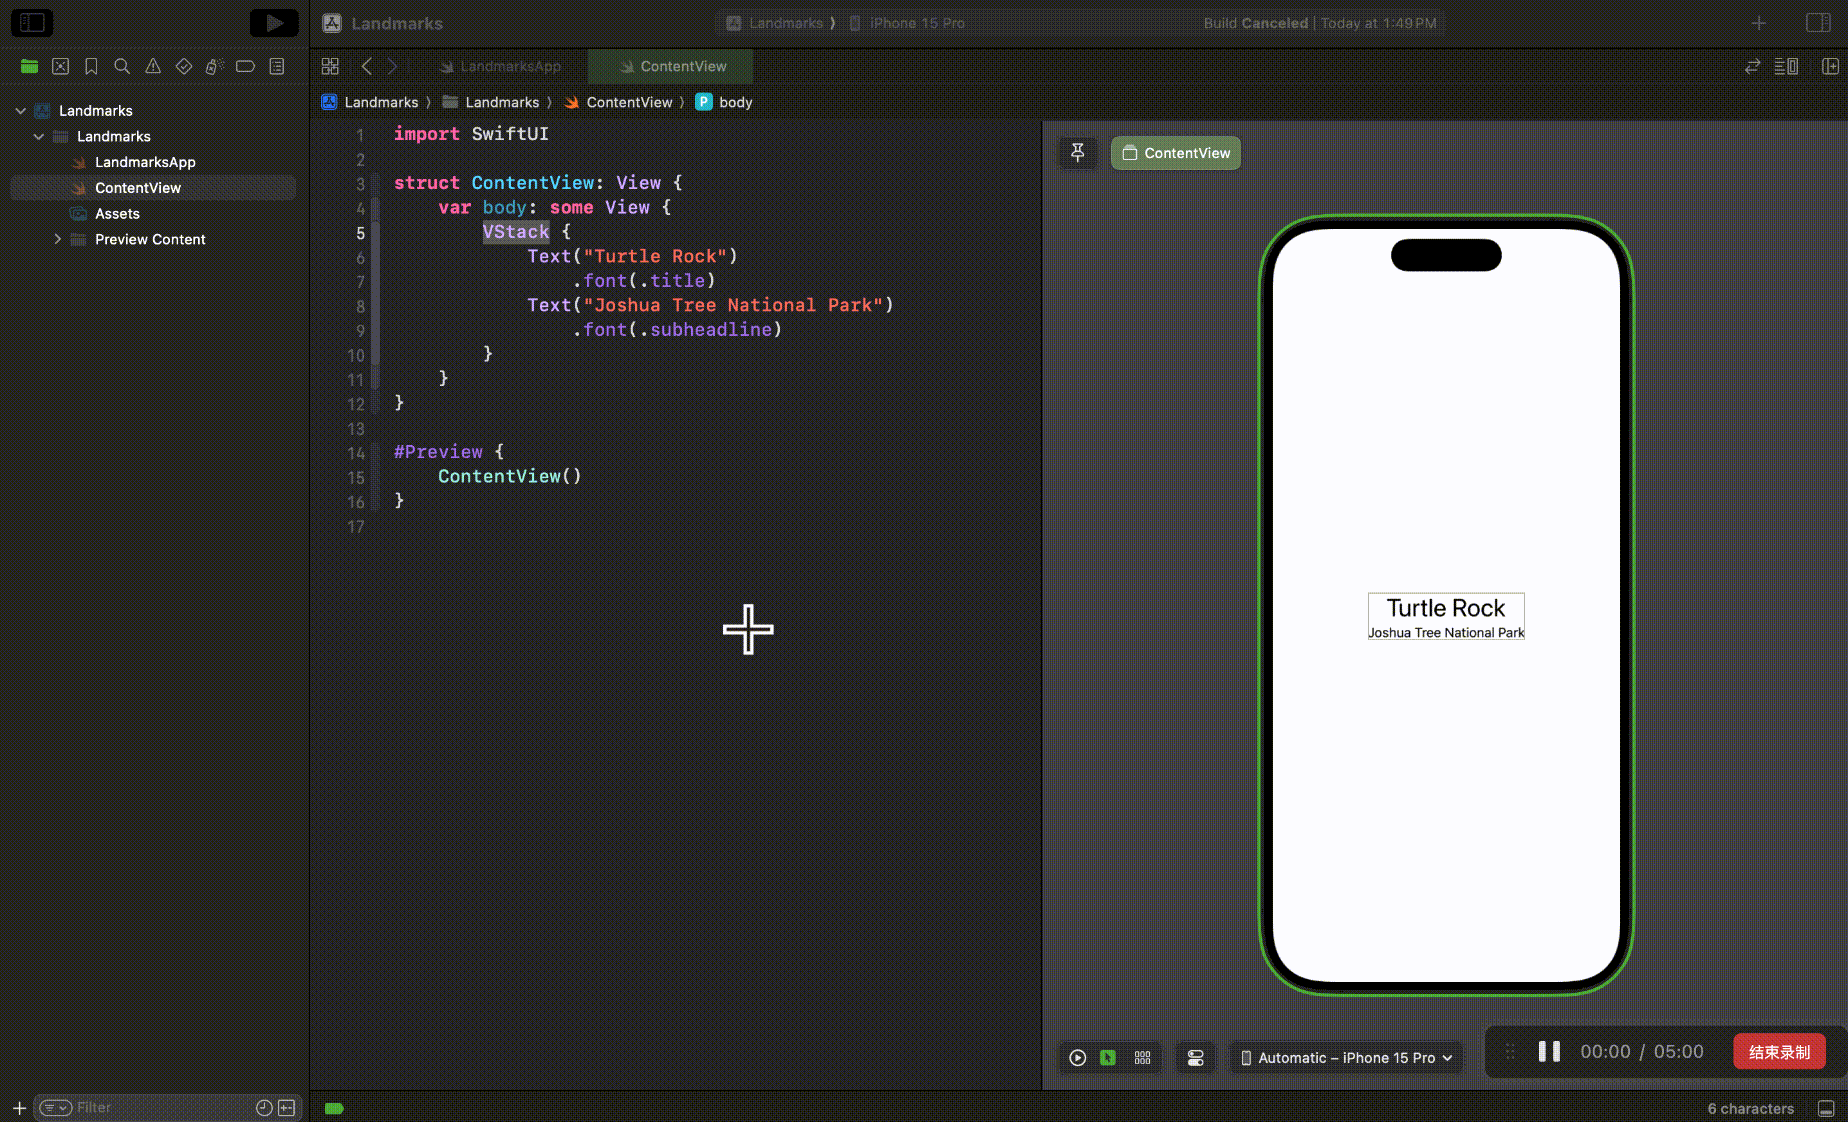 Landmarks
Landmarks ⟩ iPhone 15 Pro
Build Canceled | Today at 1:49 PM
LandmarksApp
ContentView
Landmarks ⟩ Landmarks ⟩ ContentView ⟩ P body
Landmarks
Landmarks
LandmarksApp
ContentView
Assets
Preview Content
1 import SwiftUI
2
3 struct ContentView: View {
4     var body: some View {
5         VStack {
6             Text("Turtle Rock")
7                 .font(.title)
8             Text("Joshua Tree National Park")
9                 .font(.subheadline)
10         }
11     }
12 }
13
14 #Preview {
15     ContentView()
16 }
17
ContentView
Turtle Rock
Joshua Tree National Park
Automatic – iPhone 15 Pro
00:00 / 05:00
结束录制
Filter
6 characters